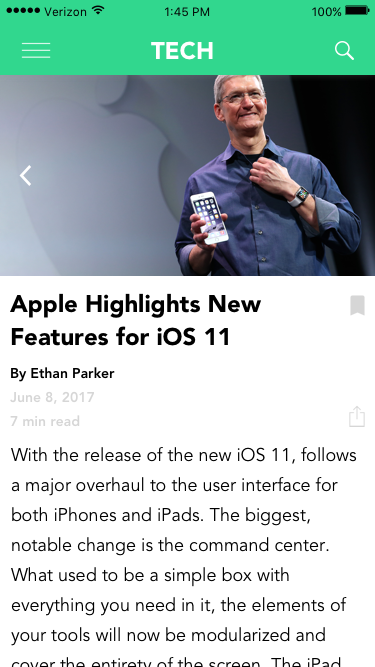 Verizon 1:45 PM 100%
TECH
Apple Highlights New
Features for iOS 11
By Ethan Parker
June 8, 2017
7 min read
With the release of the new iOS 11, follows
a major overhaul to the user interface for
both iPhones and iPads. The biggest,
notable change is the command center.
What used to be a simple box with
everything you need in it, the elements of
your tools will now be modularized and
cover the entirety of the screen. The iPad